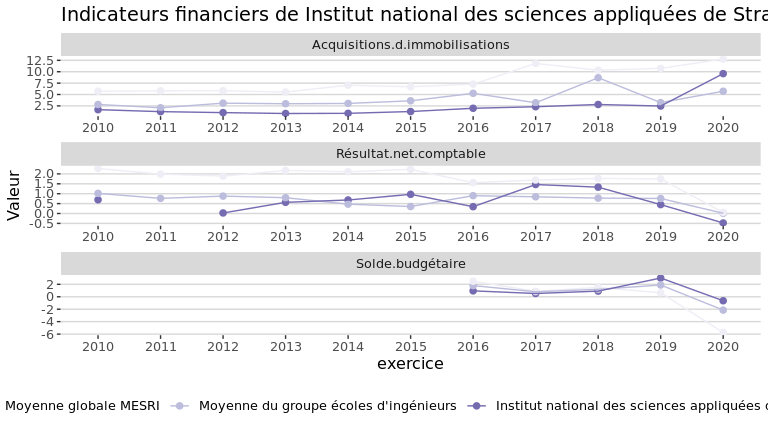 Indicateurs financiers de Institut national des sciences appliquées de Stra
Acquisitions.d.immobilisations
12.5
10.0
7.5
5.0
2.5
2010 2011 2012 2013 2014 2015 2016 2017 2018 2019 2020
Résultat.net.comptable
2.0
1.5
1.0
0.5
0.0
-0.5
2010 2011 2012 2013 2014 2015 2016 2017 2018 2019 2020
Solde.budgétaire
2
0
-2
-4
-6
2010 2011 2012 2013 2014 2015 2016 2017 2018 2019 2020
Valeur
exercice
Moyenne globale MESRI Moyenne du groupe écoles d'ingénieurs Institut national des sciences appliquées d